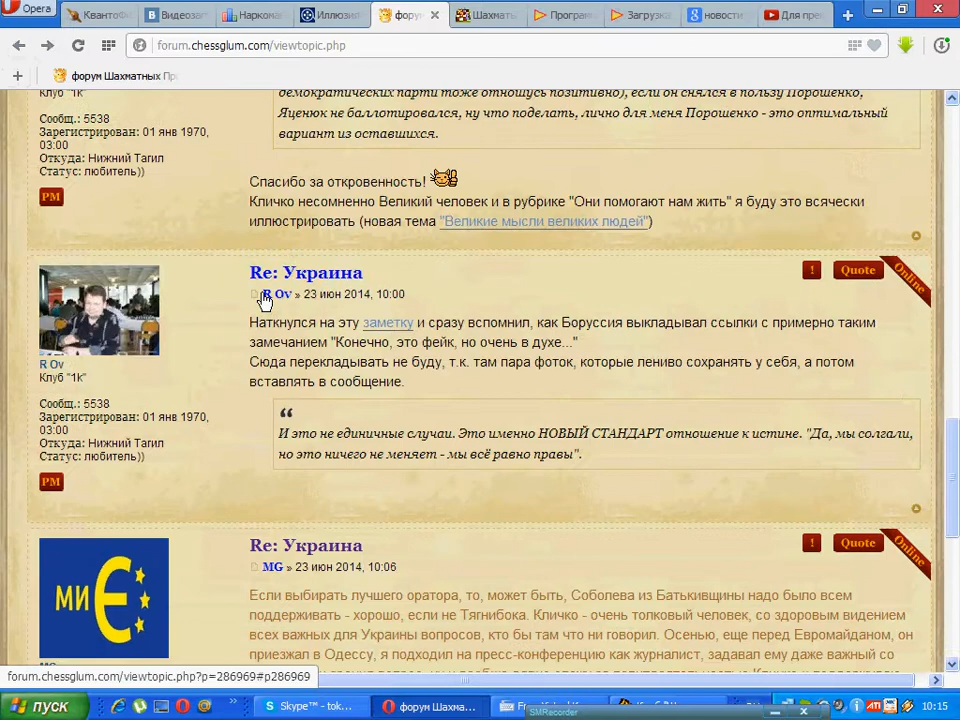 Opera
КвантоФ
Видеозаг
Нарконa
Иллюзия
фору
Шахматы
Програм
Загрузка
новости
Для пре
forum.chessglum.com/viewtopic.php
форум Шахматных Пр
Клуб "1k"
демократических парти тоже отношусь позитивно), если он снялся в пользу Порошенко,
Яценюк не баллотировался, ну что поделать, лично для меня Порошенко - это оптимальный
вариант из оставшихся.
Сообщ.: 5538
Зарегистрирован: 01 янв 1970,
03:00
Откуда: Нижний Тагил
Статус: любитель))
PM
Спасибо за откровенность!
Кличко несомненно Великий человек и в рубрике "Они помогают нам жить" я буду это всячески
иллюстрировать (новая тема "Великие мысли великих людей")
Re: Украина
! Quote Online
R Ov » 23 июн 2014, 10:00
Наткнулся на эту заметку и сразу вспомнил, как Боруссия выкладывал ссылки с примерно таким
замечанием "Конечно, это фейк, но очень в духе..."
Сюда перекладывать не буду, т.к. там пара фоток, которые лениво сохранять у себя, а потом
вставлять в сообщение.
R Ov
Клуб "1k"
Сообщ.: 5538
Зарегистрирован: 01 янв 1970,
03:00
Откуда: Нижний Тагил
Статус: любитель))
PM
“
И это не единичные случаи. Это именно НОВЫЙ СТАНДАРТ отношение к истине. "Да, мы солгали,
но это ничего не меняет - мы всё равно правы".
Re: Украина
! Quote Online
MG » 23 июн 2014, 10:06
МИ Є
Если выбирать лучшего оратора, то, может быть, Соболева из Батькивщины надо было всем
поддерживать - хорошо, если не Тягнибока. Кличко - очень толковый человек, со здоровым видением
всех важных для Украины вопросов, кто бы там что ни говорил. Осенью, еще перед Евромайданом, он
приезжал в Одессу, я подходил на пресс-конференцию как журналист, задавал ему даже важный со
forum.chessglum.com/viewtopic.php?p=286969#p286969
пуск
Skype™ - tok...
форум Шахма...
SMRecorder
10:15